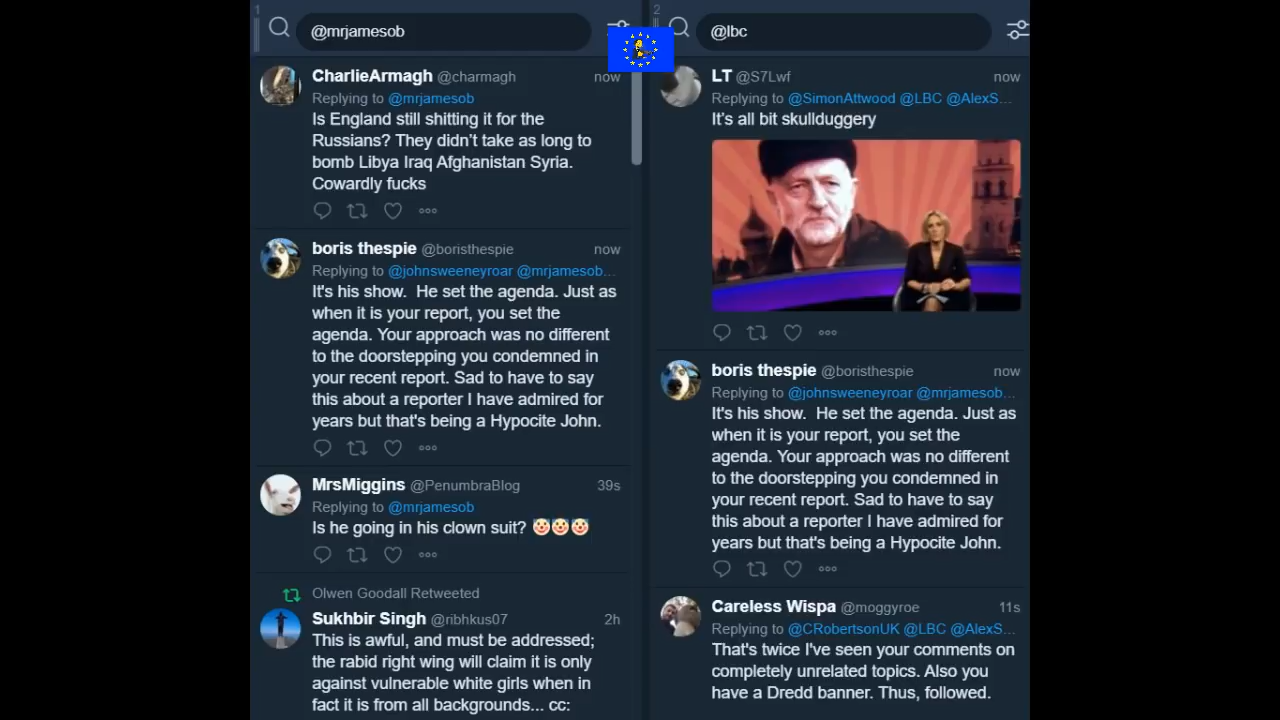 1
@mrjamesob
CharlieArmagh @charmagh now
Replying to @mrjamesob
Is England still shitting it for the
Russians? They didn't take as long to
bomb Libya Iraq Afghanistan Syria.
Cowardly fucks
boris thespie @boristhespie now
Replying to @johnsweeneyroar @mrjamesob…
It's his show.  He set the agenda. Just as
when it is your report, you set the
agenda. Your approach was no different
to the doorstepping you condemned in
your recent report. Sad to have to say
this about a reporter I have admired for
years but that's being a Hypocite John.
MrsMiggins @PenumbraBlog 39s
Replying to @mrjamesob
Is he going in his clown suit? 🤡🤡🤡
Olwen Goodall Retweeted
Sukhbir Singh @ribhkus07 2h
This is awful, and must be addressed;
the rabid right wing will claim it is only
against vulnerable white girls when in
fact it is from all backgrounds... cc:
2
@lbc
LT @S7Lwf now
Replying to @SimonAttwood @LBC @AlexS…
It's all bit skullduggery
boris thespie @boristhespie now
Replying to @johnsweeneyroar @mrjamesob…
It's his show.  He set the agenda. Just as
when it is your report, you set the
agenda. Your approach was no different
to the doorstepping you condemned in
your recent report. Sad to have to say
this about a reporter I have admired for
years but that's being a Hypocite John.
Careless Wispa @moggyroe 11s
Replying to @CRobertsonUK @LBC @AlexS…
That's twice I've seen your comments on
completely unrelated topics. Also you
have a Dredd banner. Thus, followed.